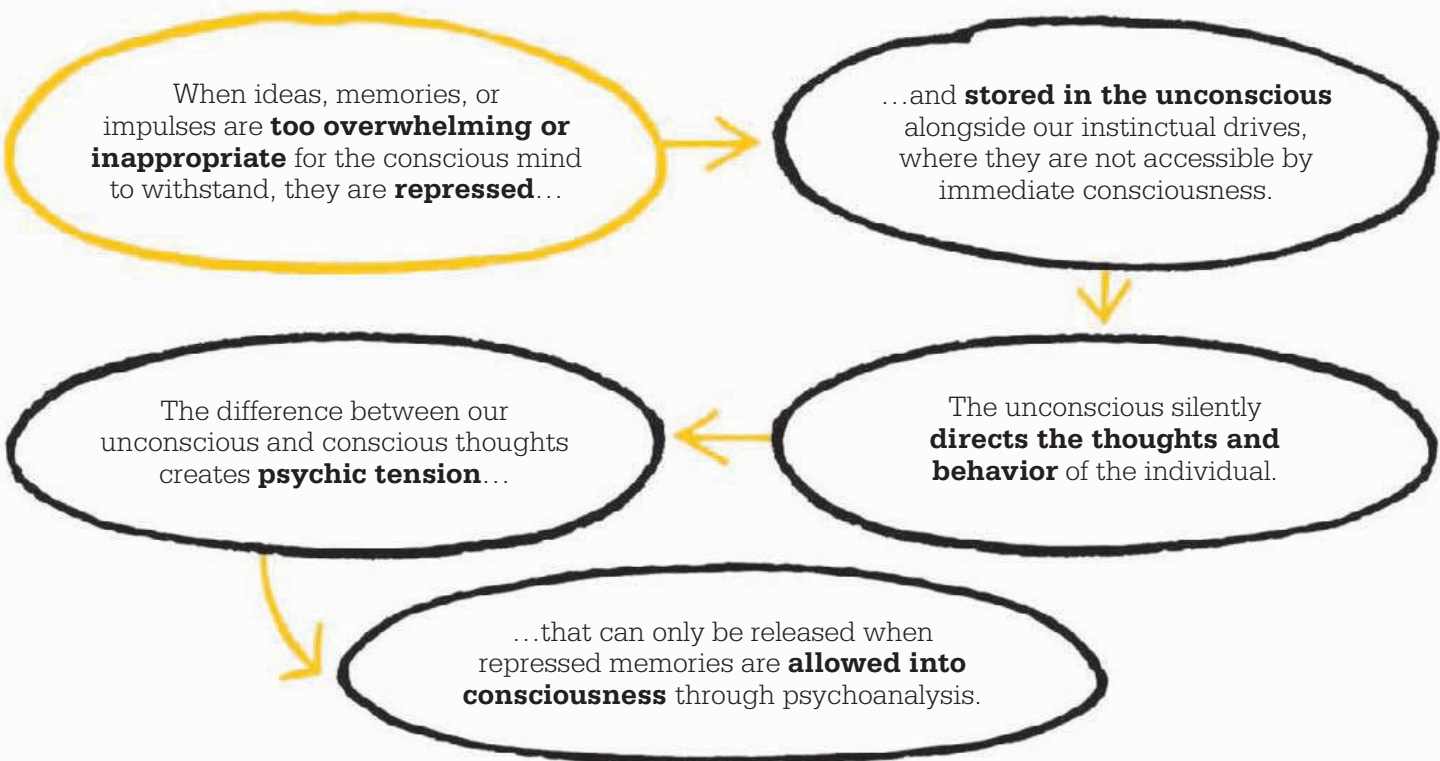 When ideas, memories, or
impulses are too overwhelming or
inappropriate for the conscious mind
to withstand, they are repressed…
…and stored in the unconscious
alongside our instinctual drives,
where they are not accessible by
immediate consciousness.
The unconscious silently
directs the thoughts and
behavior of the individual.
The difference between our
unconscious and conscious thoughts
creates psychic tension…
…that can only be released when
repressed memories are allowed into
consciousness through psychoanalysis.